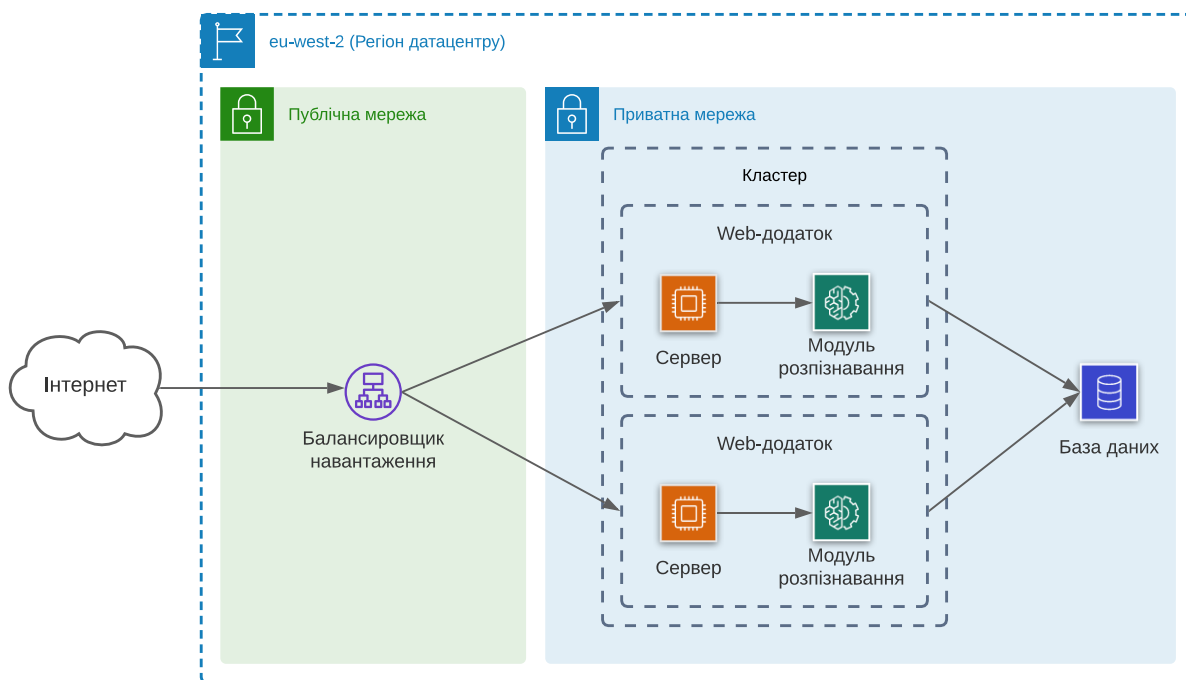 eu-west-2 (Регіон датацентру)
Публічна мережа
Приватна мережа
Кластер
Web-додаток
Сервер
Модуль
розпізнавання
Інтернет
Балансировщик
навантаження
База даних
Web-додаток
Сервер
Модуль
розпізнавання